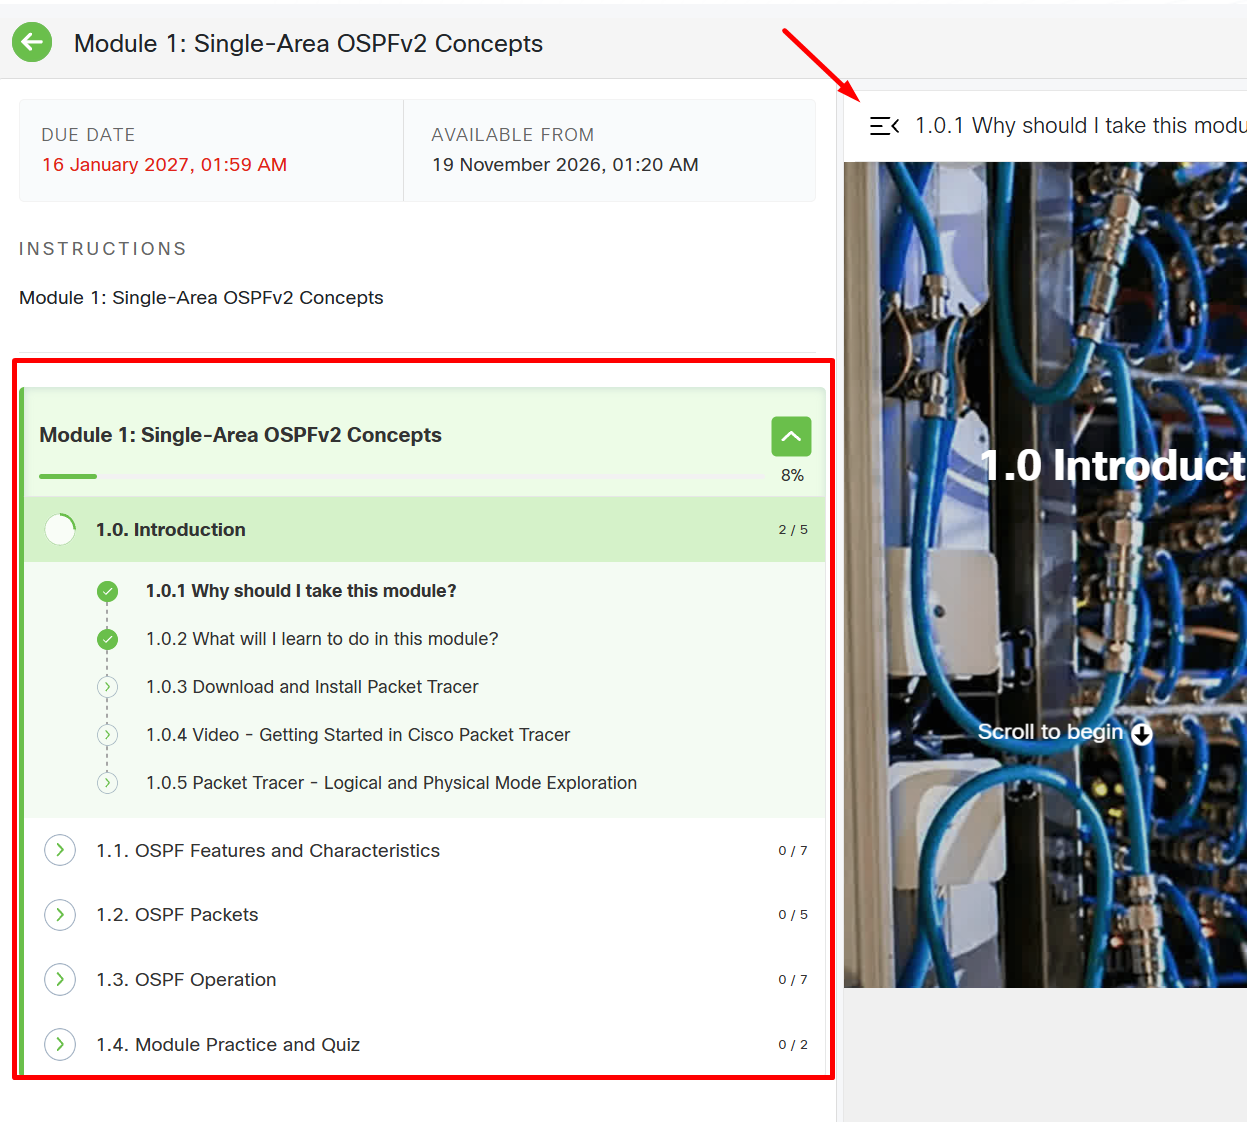 Module 1: Single-Area OSPFv2 Concepts
DUE DATE
16 January 2027, 01:59 AM
AVAILABLE FROM
19 November 2026, 01:20 AM
INSTRUCTIONS
Module 1: Single-Area OSPFv2 Concepts
Module 1: Single-Area OSPFv2 Concepts
8%
1.0. Introduction 2 / 5
1.0.1 Why should I take this module?
1.0.2 What will I learn to do in this module?
1.0.3 Download and Install Packet Tracer
1.0.4 Video - Getting Started in Cisco Packet Tracer
1.0.5 Packet Tracer - Logical and Physical Mode Exploration
1.1. OSPF Features and Characteristics 0 / 7
1.2. OSPF Packets 0 / 5
1.3. OSPF Operation 0 / 7
1.4. Module Practice and Quiz 0 / 2
1.0.1 Why should I take this modu
1.0 Introduct
Scroll to begin